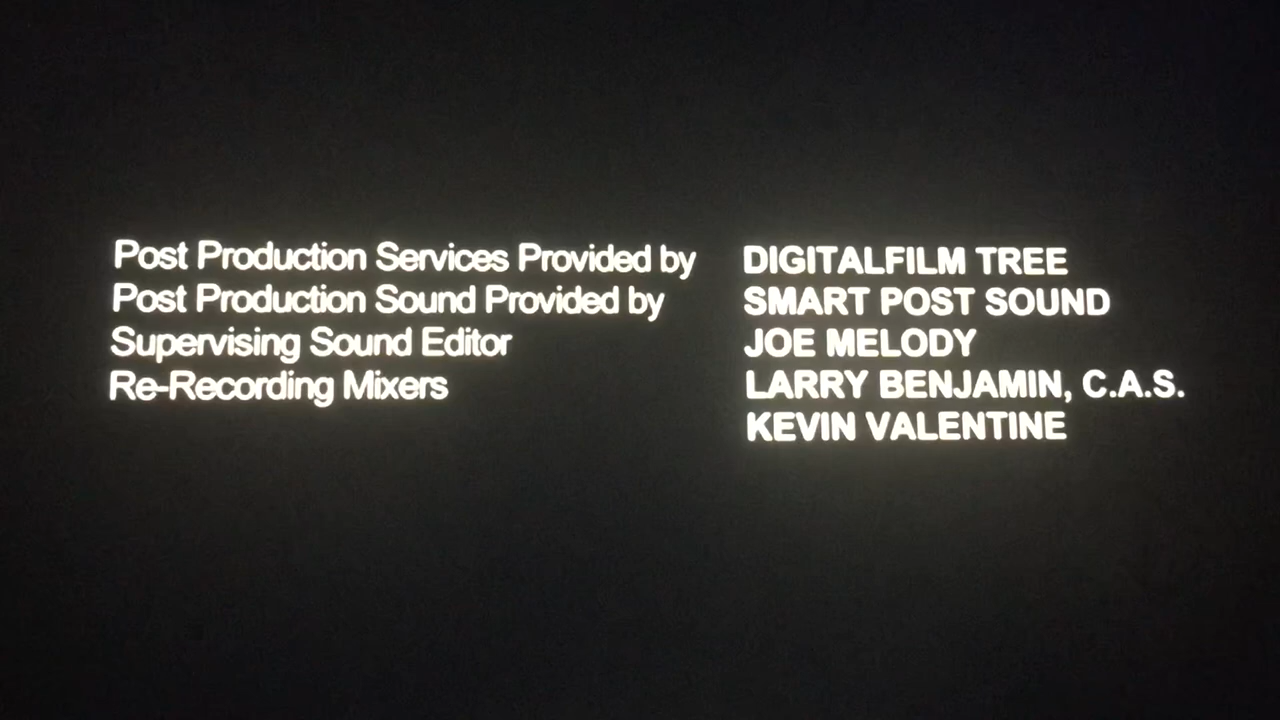 Post Production Services Provided by DIGITALFILM TREE
Post Production Sound Provided by SMART POST SOUND
Supervising Sound Editor JOE MELODY
Re-Recording Mixers LARRY BENJAMIN, C.A.S.
KEVIN VALENTINE